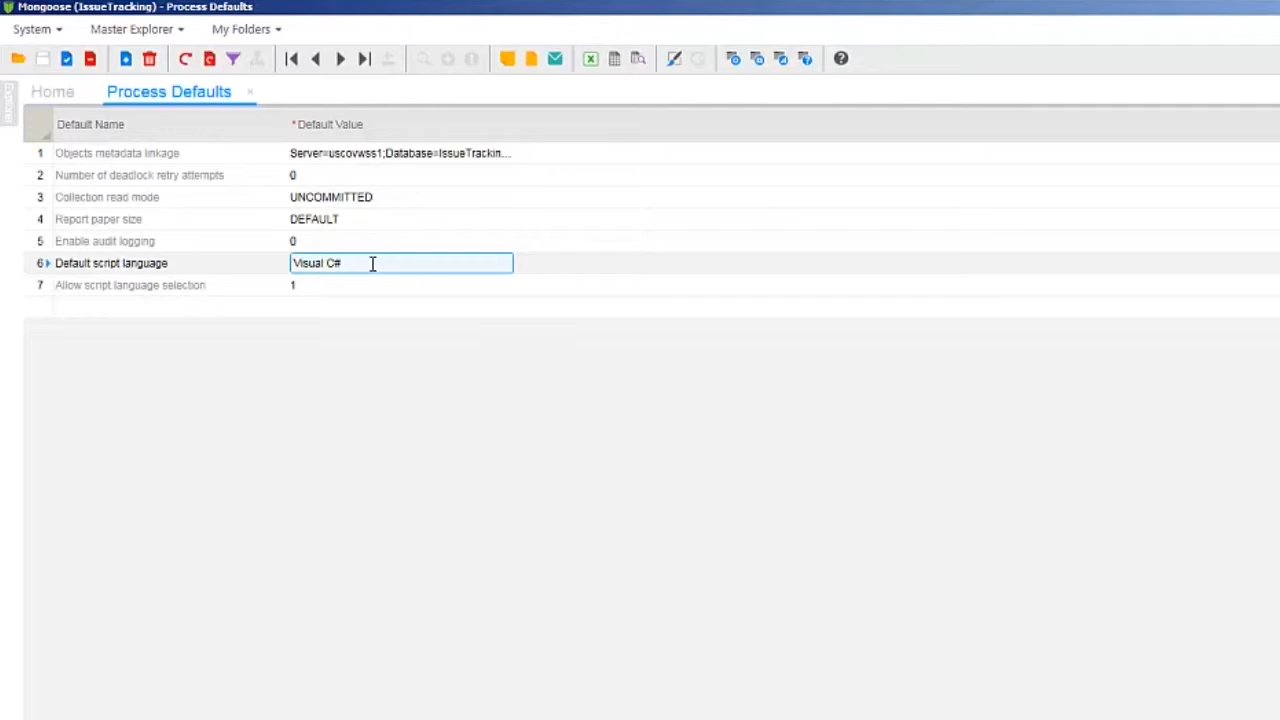 Mongoose (IssueTracking) - Process Defaults
System Master Explorer My Folders
Explorer
Home Process Defaults ×
Default Name * Default Value
1 Objects metadata linkage Server=uscovwss1;Database=IssueTrackin...
2 Number of deadlock retry attempts 0
3 Collection read mode UNCOMMITTED
4 Report paper size DEFAULT
5 Enable audit logging 0
6 Default script language Visual C#
7 Allow script language selection 1